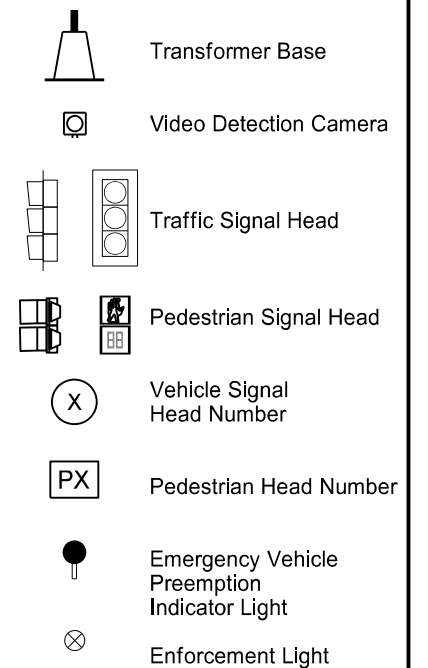 Transformer Base
Video Detection Camera
Traffic Signal Head
88
Pedestrian Signal Head
X
Vehicle Signal
Head Number
PX
Pedestrian Head Number
Emergency Vehicle
Preemption
Indicator Light
Enforcement Light